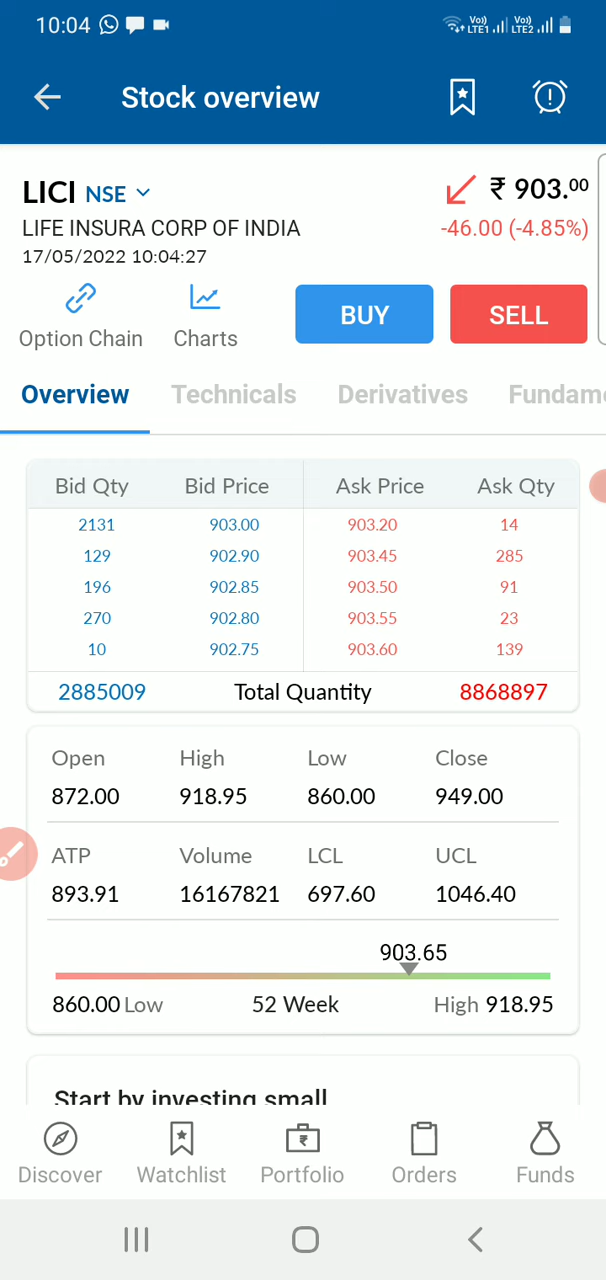 10:04 Vo)) LTE1 Vo)) LTE2
Stock overview
LICI NSE ₹ 903.00
LIFE INSURA CORP OF INDIA -46.00 (-4.85%)
17/05/2022 10:04:27
Option Chain Charts BUY SELL
Overview Technicals Derivatives Fundam
Bid Qty Bid Price Ask Price Ask Qty
2131 903.00 903.20 14
129 902.90 903.45 285
196 902.85 903.50 91
270 902.80 903.55 23
10 902.75 903.60 139
2885009 Total Quantity 8868897
Open High Low Close
872.00 918.95 860.00 949.00
ATP Volume LCL UCL
893.91 16167821 697.60 1046.40
903.65
860.00 Low 52 Week High 918.95
Start by investing small
Discover Watchlist Portfolio Orders Funds